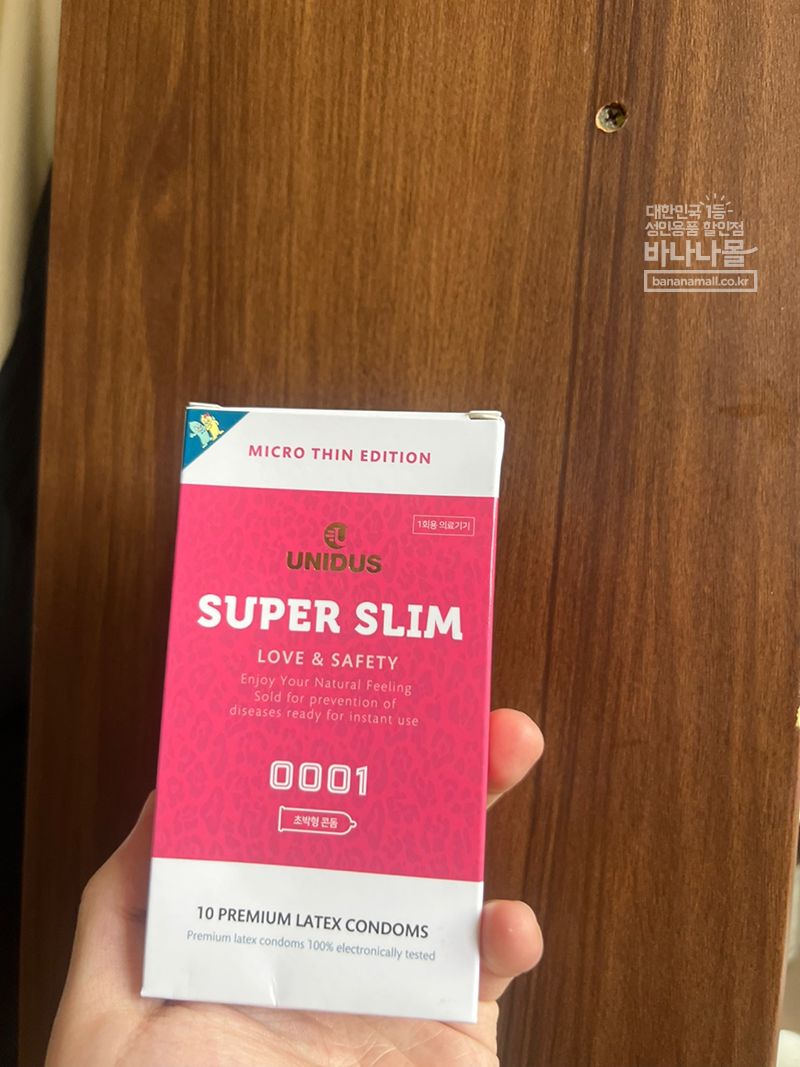 대한민국 1등
성인용품 할인점
바나나몰
bananamall.co.kr
MICRO THIN EDITION
1회용 의료기기
UNIDUS
SUPER SLIM
LOVE & SAFETY
Enjoy Your Natural Feeling
Sold for prevention of
diseases ready for instant use
0001
초박형 콘돔
10 PREMIUM LATEX CONDOMS
Premium latex condoms 100% electronically tested